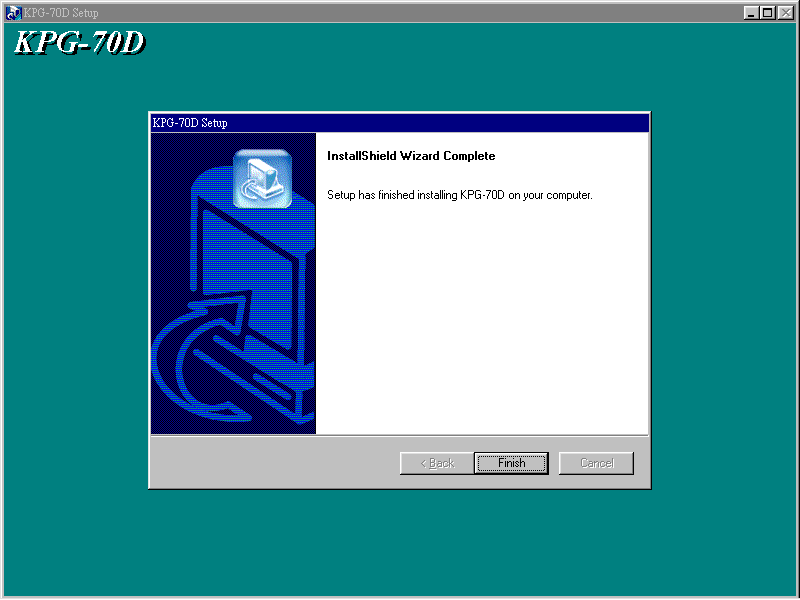 KPG-70D Setup
KPG-70D
KPG-70D Setup
InstallShield Wizard Complete
Setup has finished installing KPG-70D on your computer.
< Back
Finish
Cancel